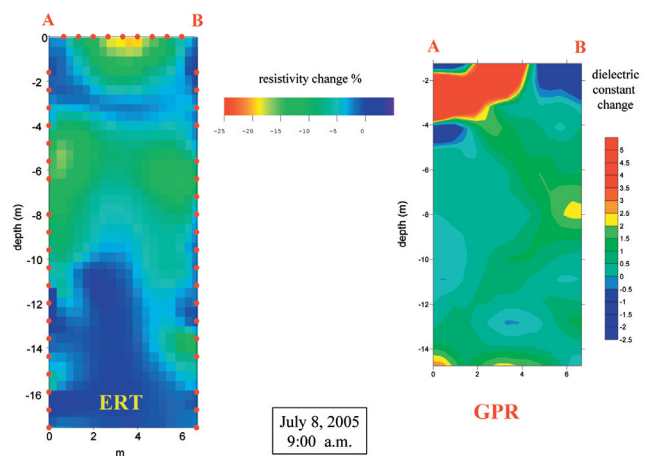 A B
0
-2
-4
-6
-8
-10
-12
-14
-16
depth (m)
0 2 4 6
m
ERT
resistivity change %
-25 -20 -15 -10 -5 0
July 8, 2005
9:00 a.m.
A B
-2
-4
-6
-8
-10
-12
-14
depth (m)
0 2 4 6
GPR
dielectric
constant
change
5
4.5
4
3.5
3
2.5
2
1.5
1
0.5
0
-0.5
-1
-1.5
-2
-2.5